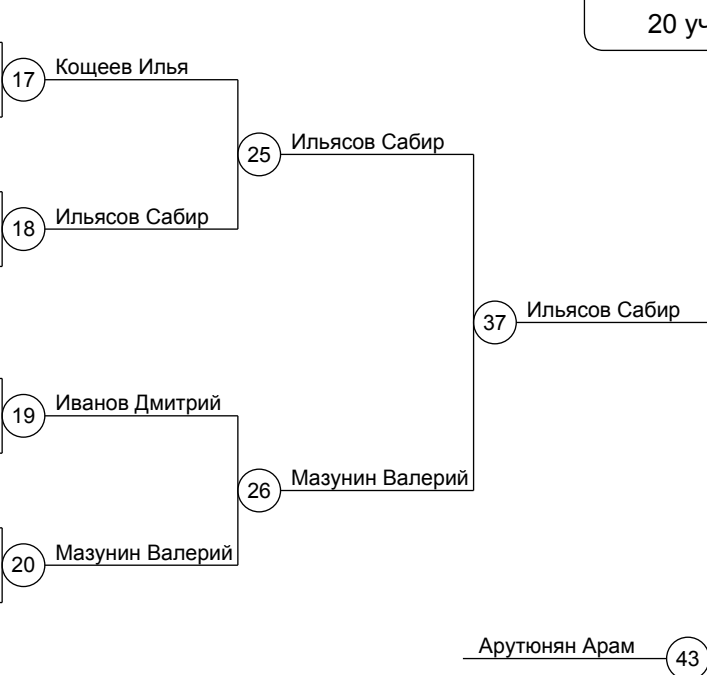 20 уч
17 Кощеев Илья
25 Ильясов Сабир
18 Ильясов Сабир
37 Ильясов Сабир
19 Иванов Дмитрий
26 Мазунин Валерий
20 Мазунин Валерий
Арутюнян Арам 43